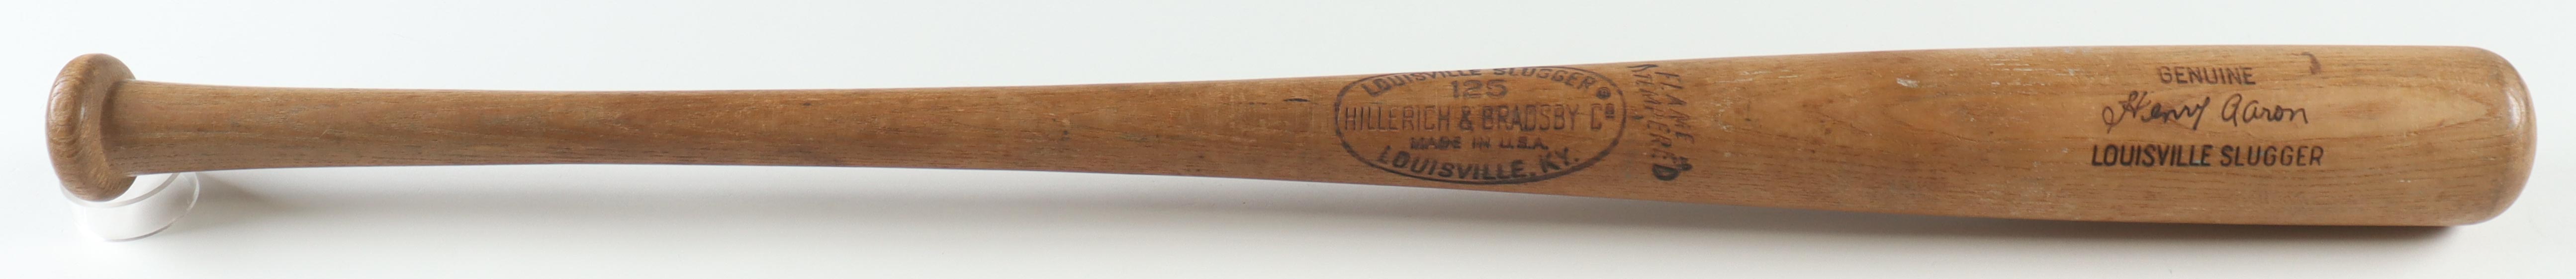 LOUISVILLE SLUGGER
125
HILLERICH & BRADSBY Cº
MADE IN U.S.A.
LOUISVILLE, KY.
FLAME
TEMPERED
GENUINE
Henry Aaron
LOUISVILLE SLUGGER